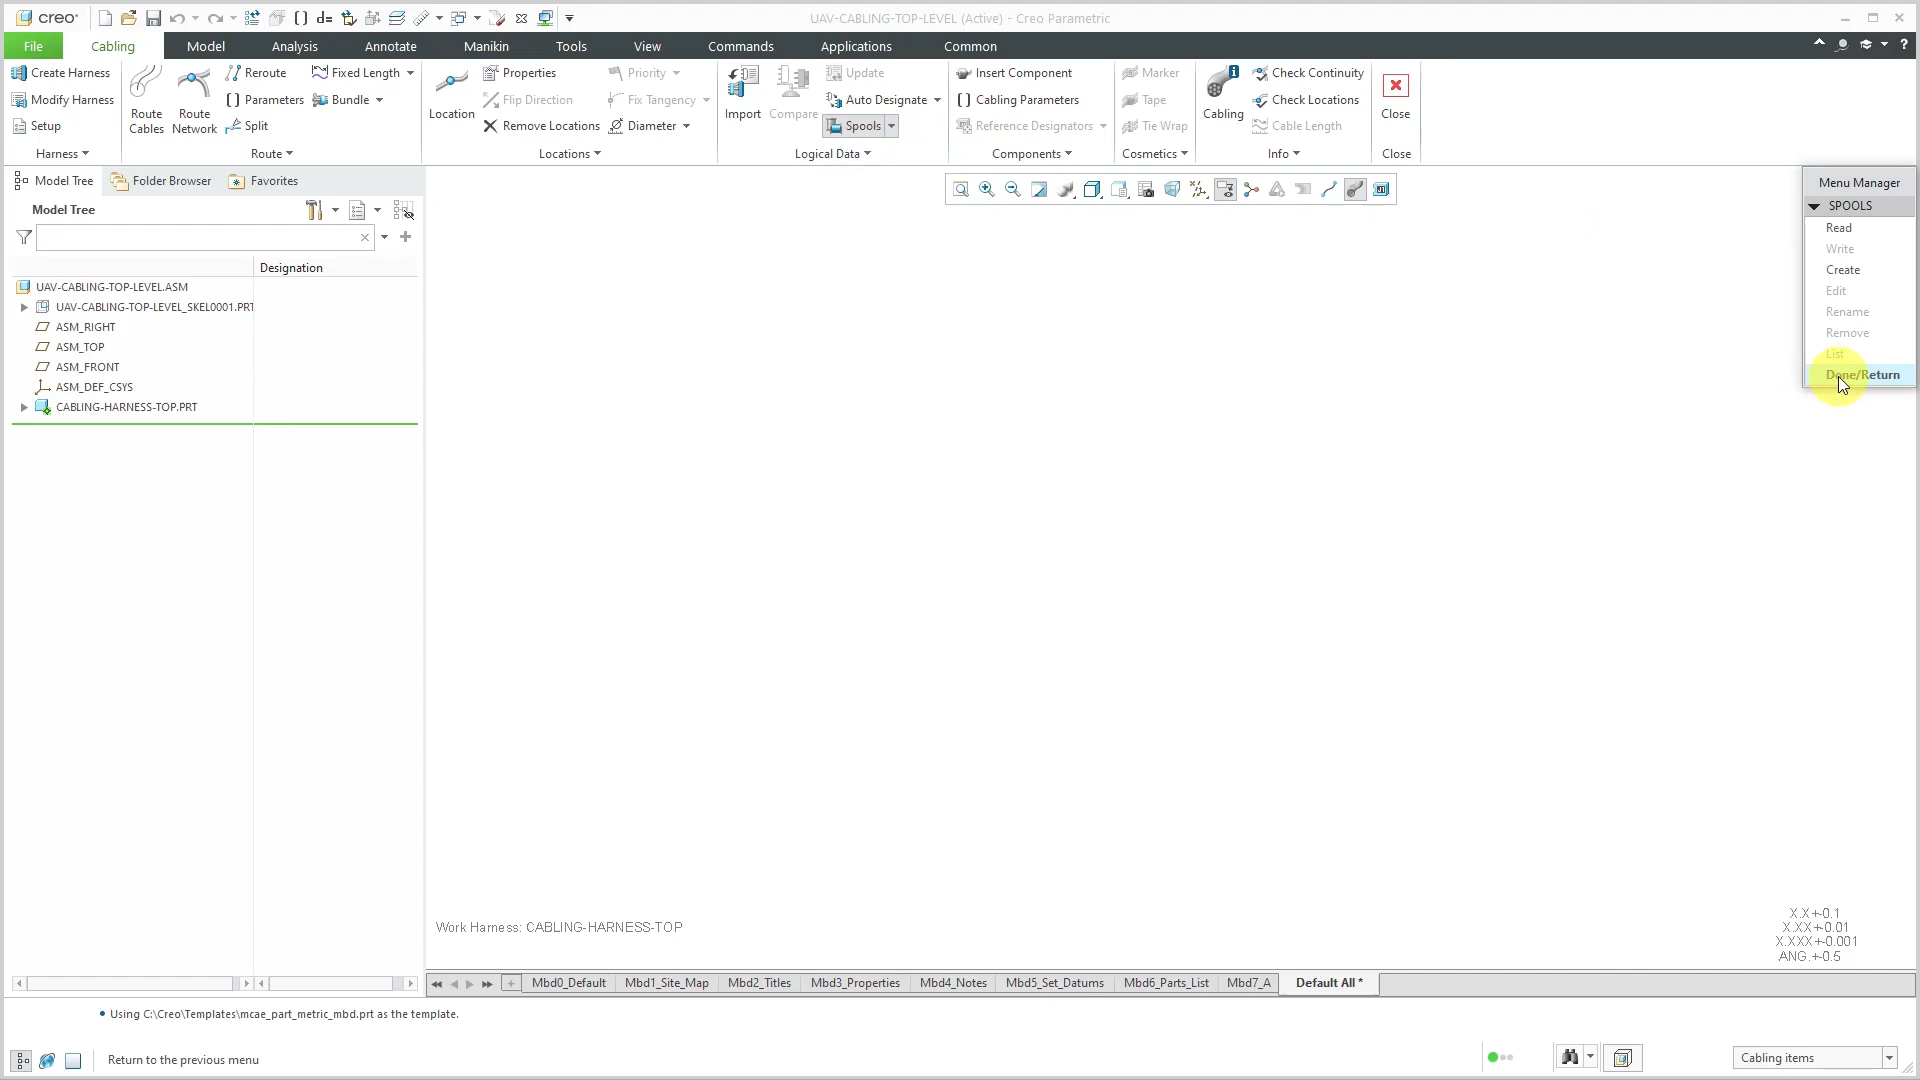 creo
UAV-CABLING-TOP-LEVEL (Active) - Creo Parametric
File Cabling Model Analysis Annotate Manikin Tools View Commands Applications Common
Create Harness
Modify Harness
Setup
Harness
Route Cables
Route Network
Reroute
Parameters
Split
Fixed Length
Bundle
Route
Location
Properties
Flip Direction
Remove Locations
Priority
Fix Tangency
Diameter
Locations
Import
Compare
Update
Auto Designate
Spools
Logical Data
Insert Component
Cabling Parameters
Reference Designators
Components
Marker
Tape
Tie Wrap
Cosmetics
Cabling
Check Continuity
Check Locations
Cable Length
Info
Close
Close
Model Tree Folder Browser Favorites
Model Tree
Designation
UAV-CABLING-TOP-LEVEL.ASM
UAV-CABLING-TOP-LEVEL_SKEL0001.PRT
ASM_RIGHT
ASM_TOP
ASM_FRONT
ASM_DEF_CSYS
CABLING-HARNESS-TOP.PRT
Menu Manager
SPOOLS
Read
Write
Create
Edit
Rename
Remove
List
Done/Return
Work Harness: CABLING-HARNESS-TOP
X.X+-0.1
X.XX+-0.01
X.XXX+-0.001
ANG.+-0.5
Mbd0_Default Mbd1_Site_Map Mbd2_Titles Mbd3_Properties Mbd4_Notes Mbd5_Set_Datums Mbd6_Parts_List Mbd7_A Default All *
• Using C:\Creo\Templates\mcae_part_metric_mbd.prt as the template.
Return to the previous menu
Cabling items